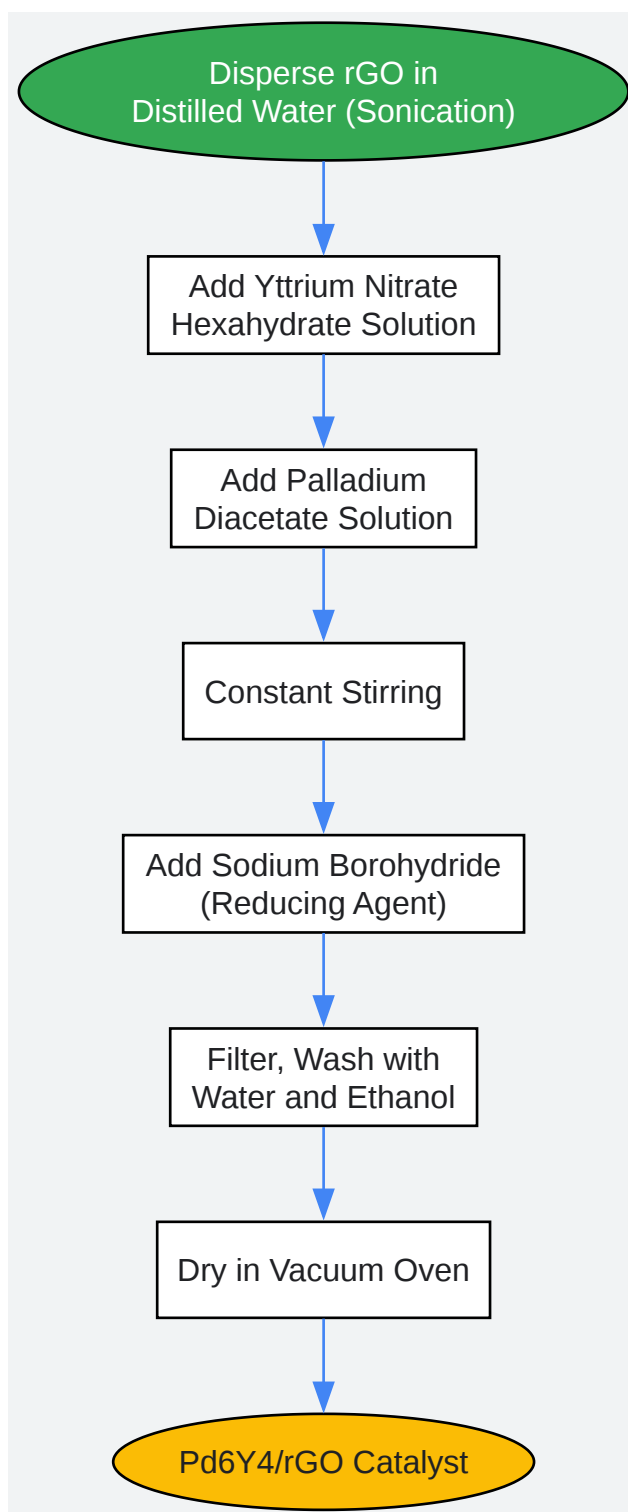 Disperse rGO in
Distilled Water (Sonication)
Add Yttrium Nitrate
Hexahydrate Solution
Add Palladium
Diacetate Solution
Constant Stirring
Add Sodium Borohydride
(Reducing Agent)
Filter, Wash with
Water and Ethanol
Dry in Vacuum Oven
Pd6Y4/rGO Catalyst